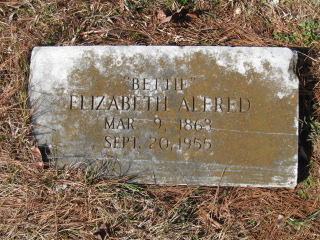 "BETTIE"
ELIZABETH ALFRED
MAR. 9, 1863
SEPT. 20, 1955